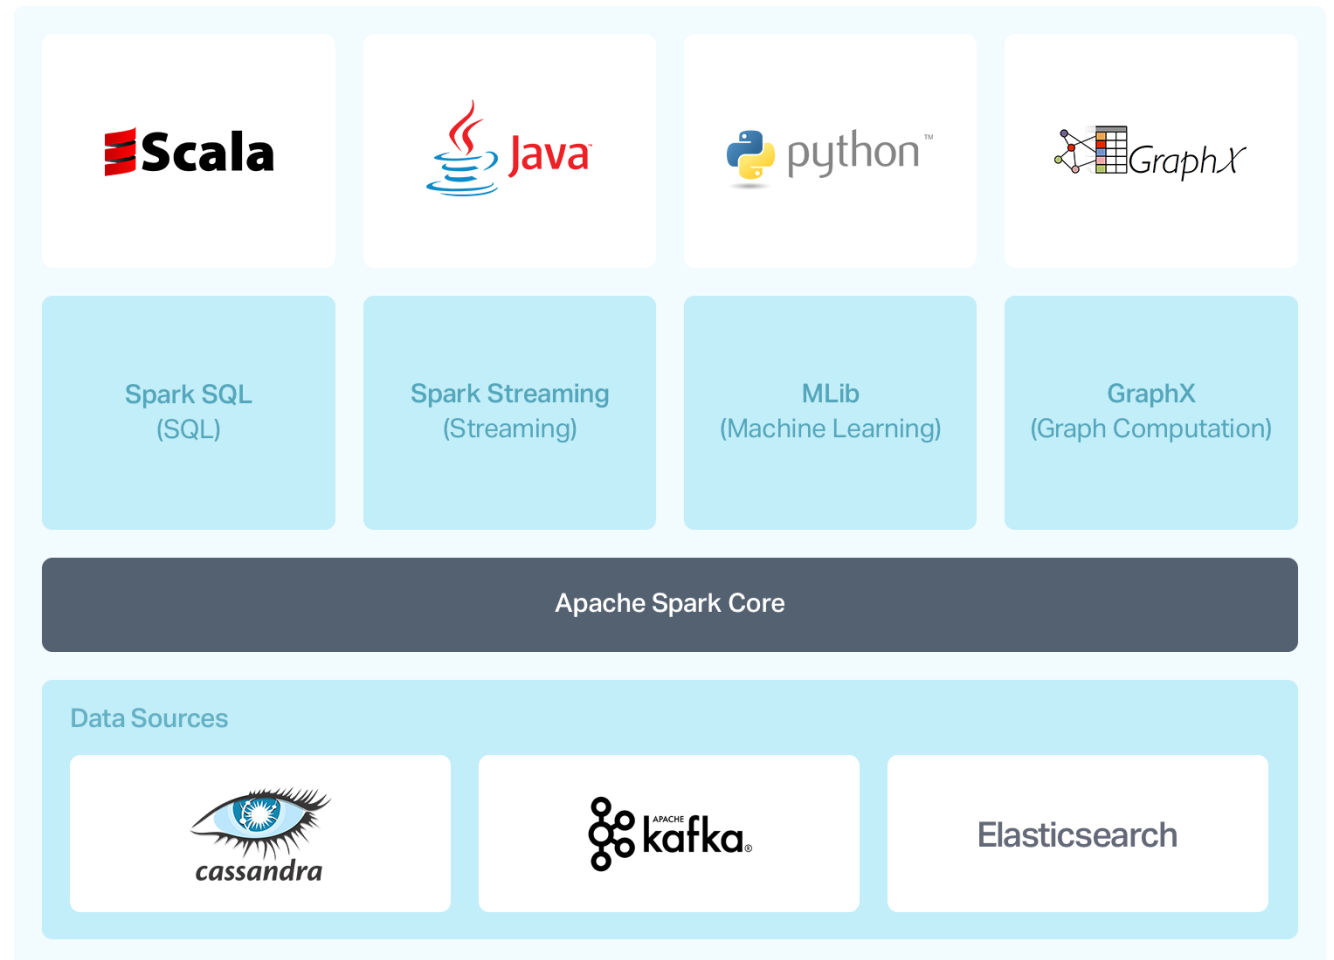 Scala
Java™
python™
GraphX
Spark SQL
(SQL)
Spark Streaming
(Streaming)
MLib
(Machine Learning)
GraphX
(Graph Computation)
Apache Spark Core
Data Sources
cassandra
APACHE
kafka®
Elasticsearch